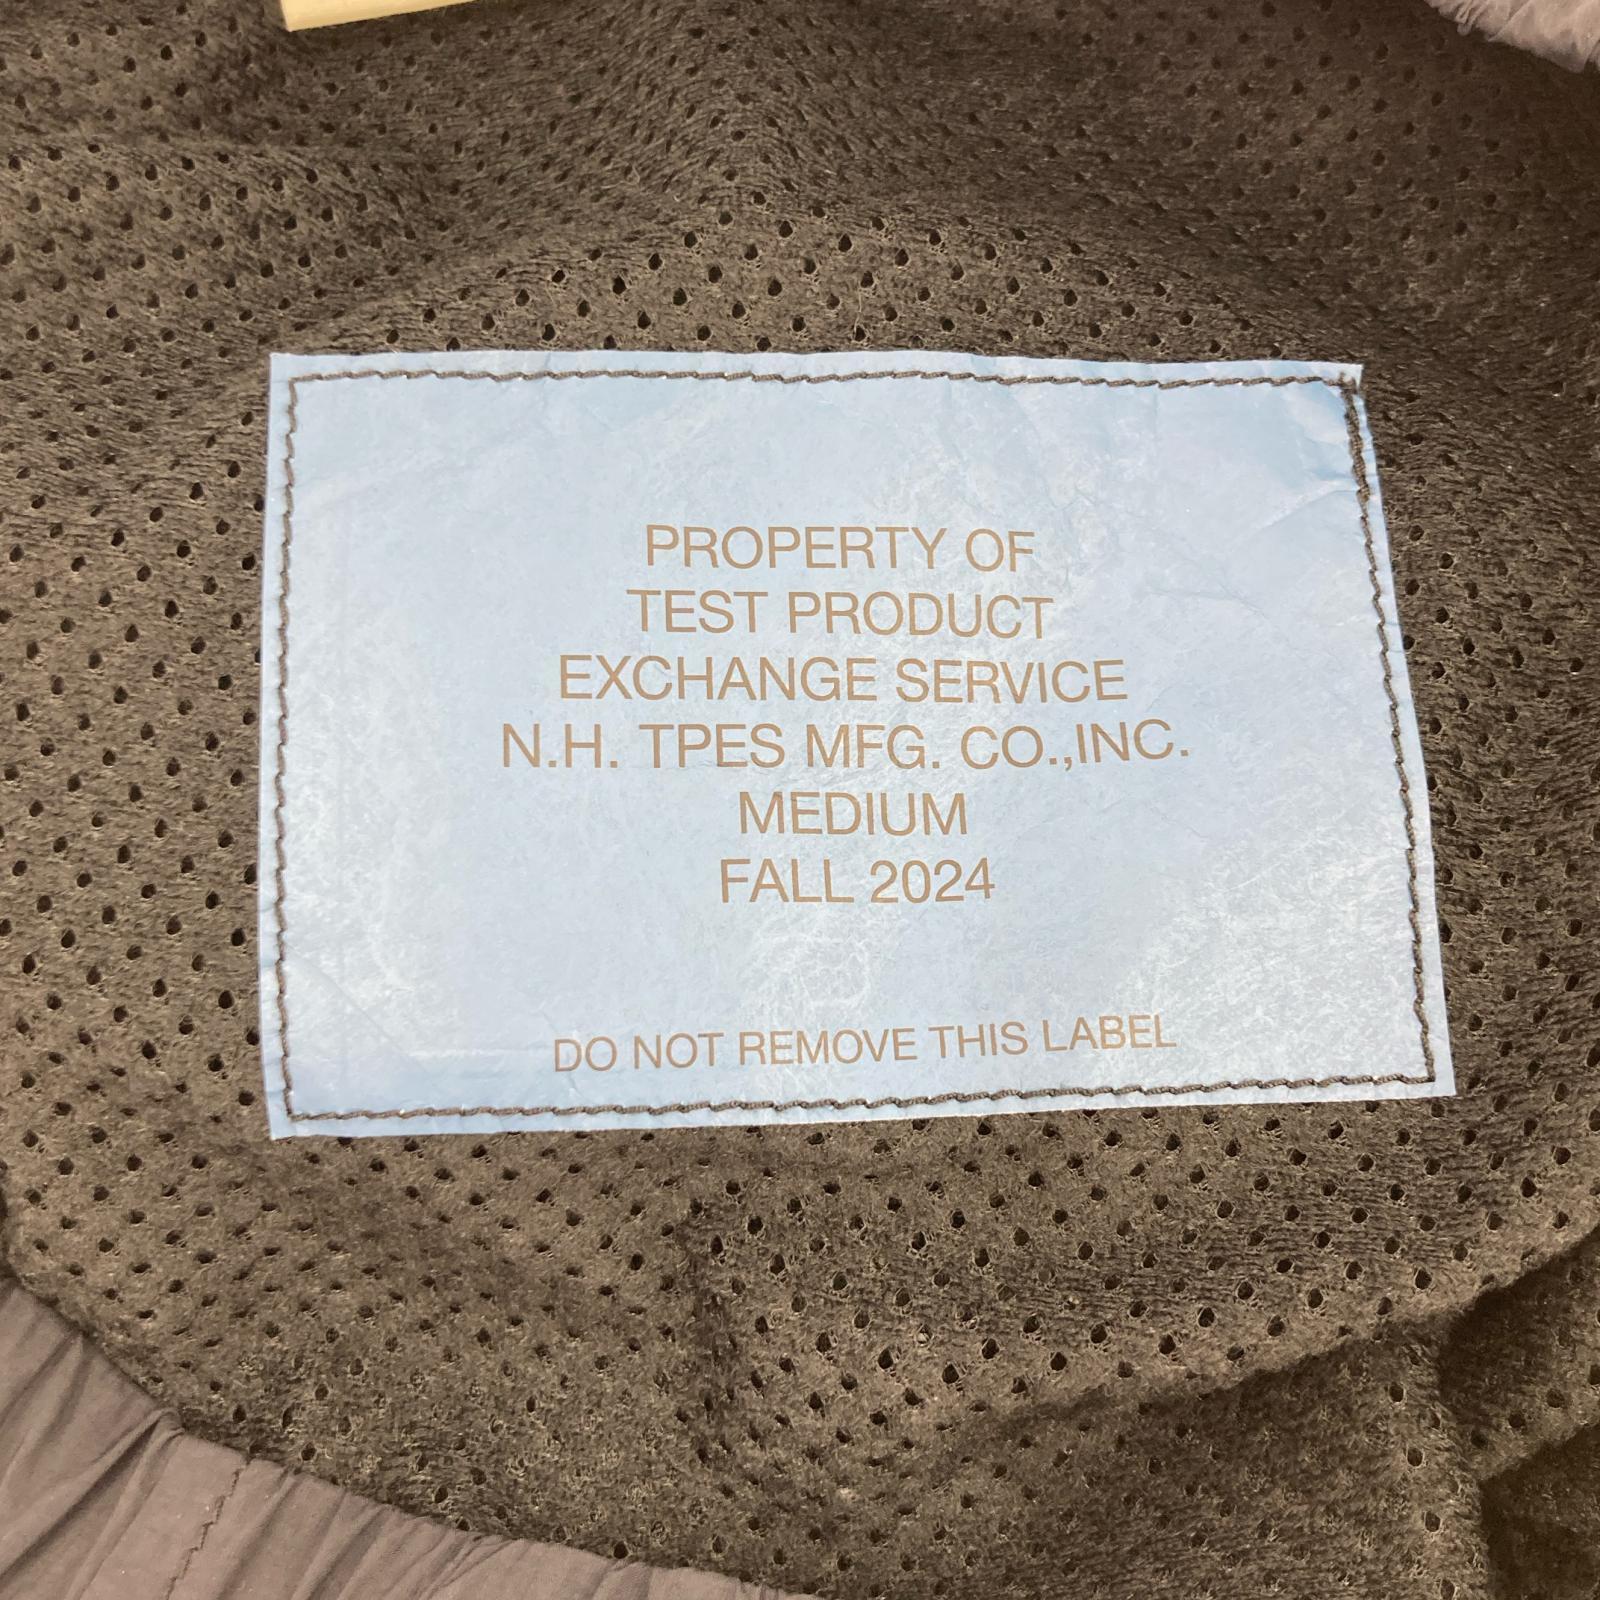 PROPERTY OF
TEST PRODUCT
EXCHANGE SERVICE
N.H. TPES MFG. CO.,INC.
MEDIUM
FALL 2024
DO NOT REMOVE THIS LABEL